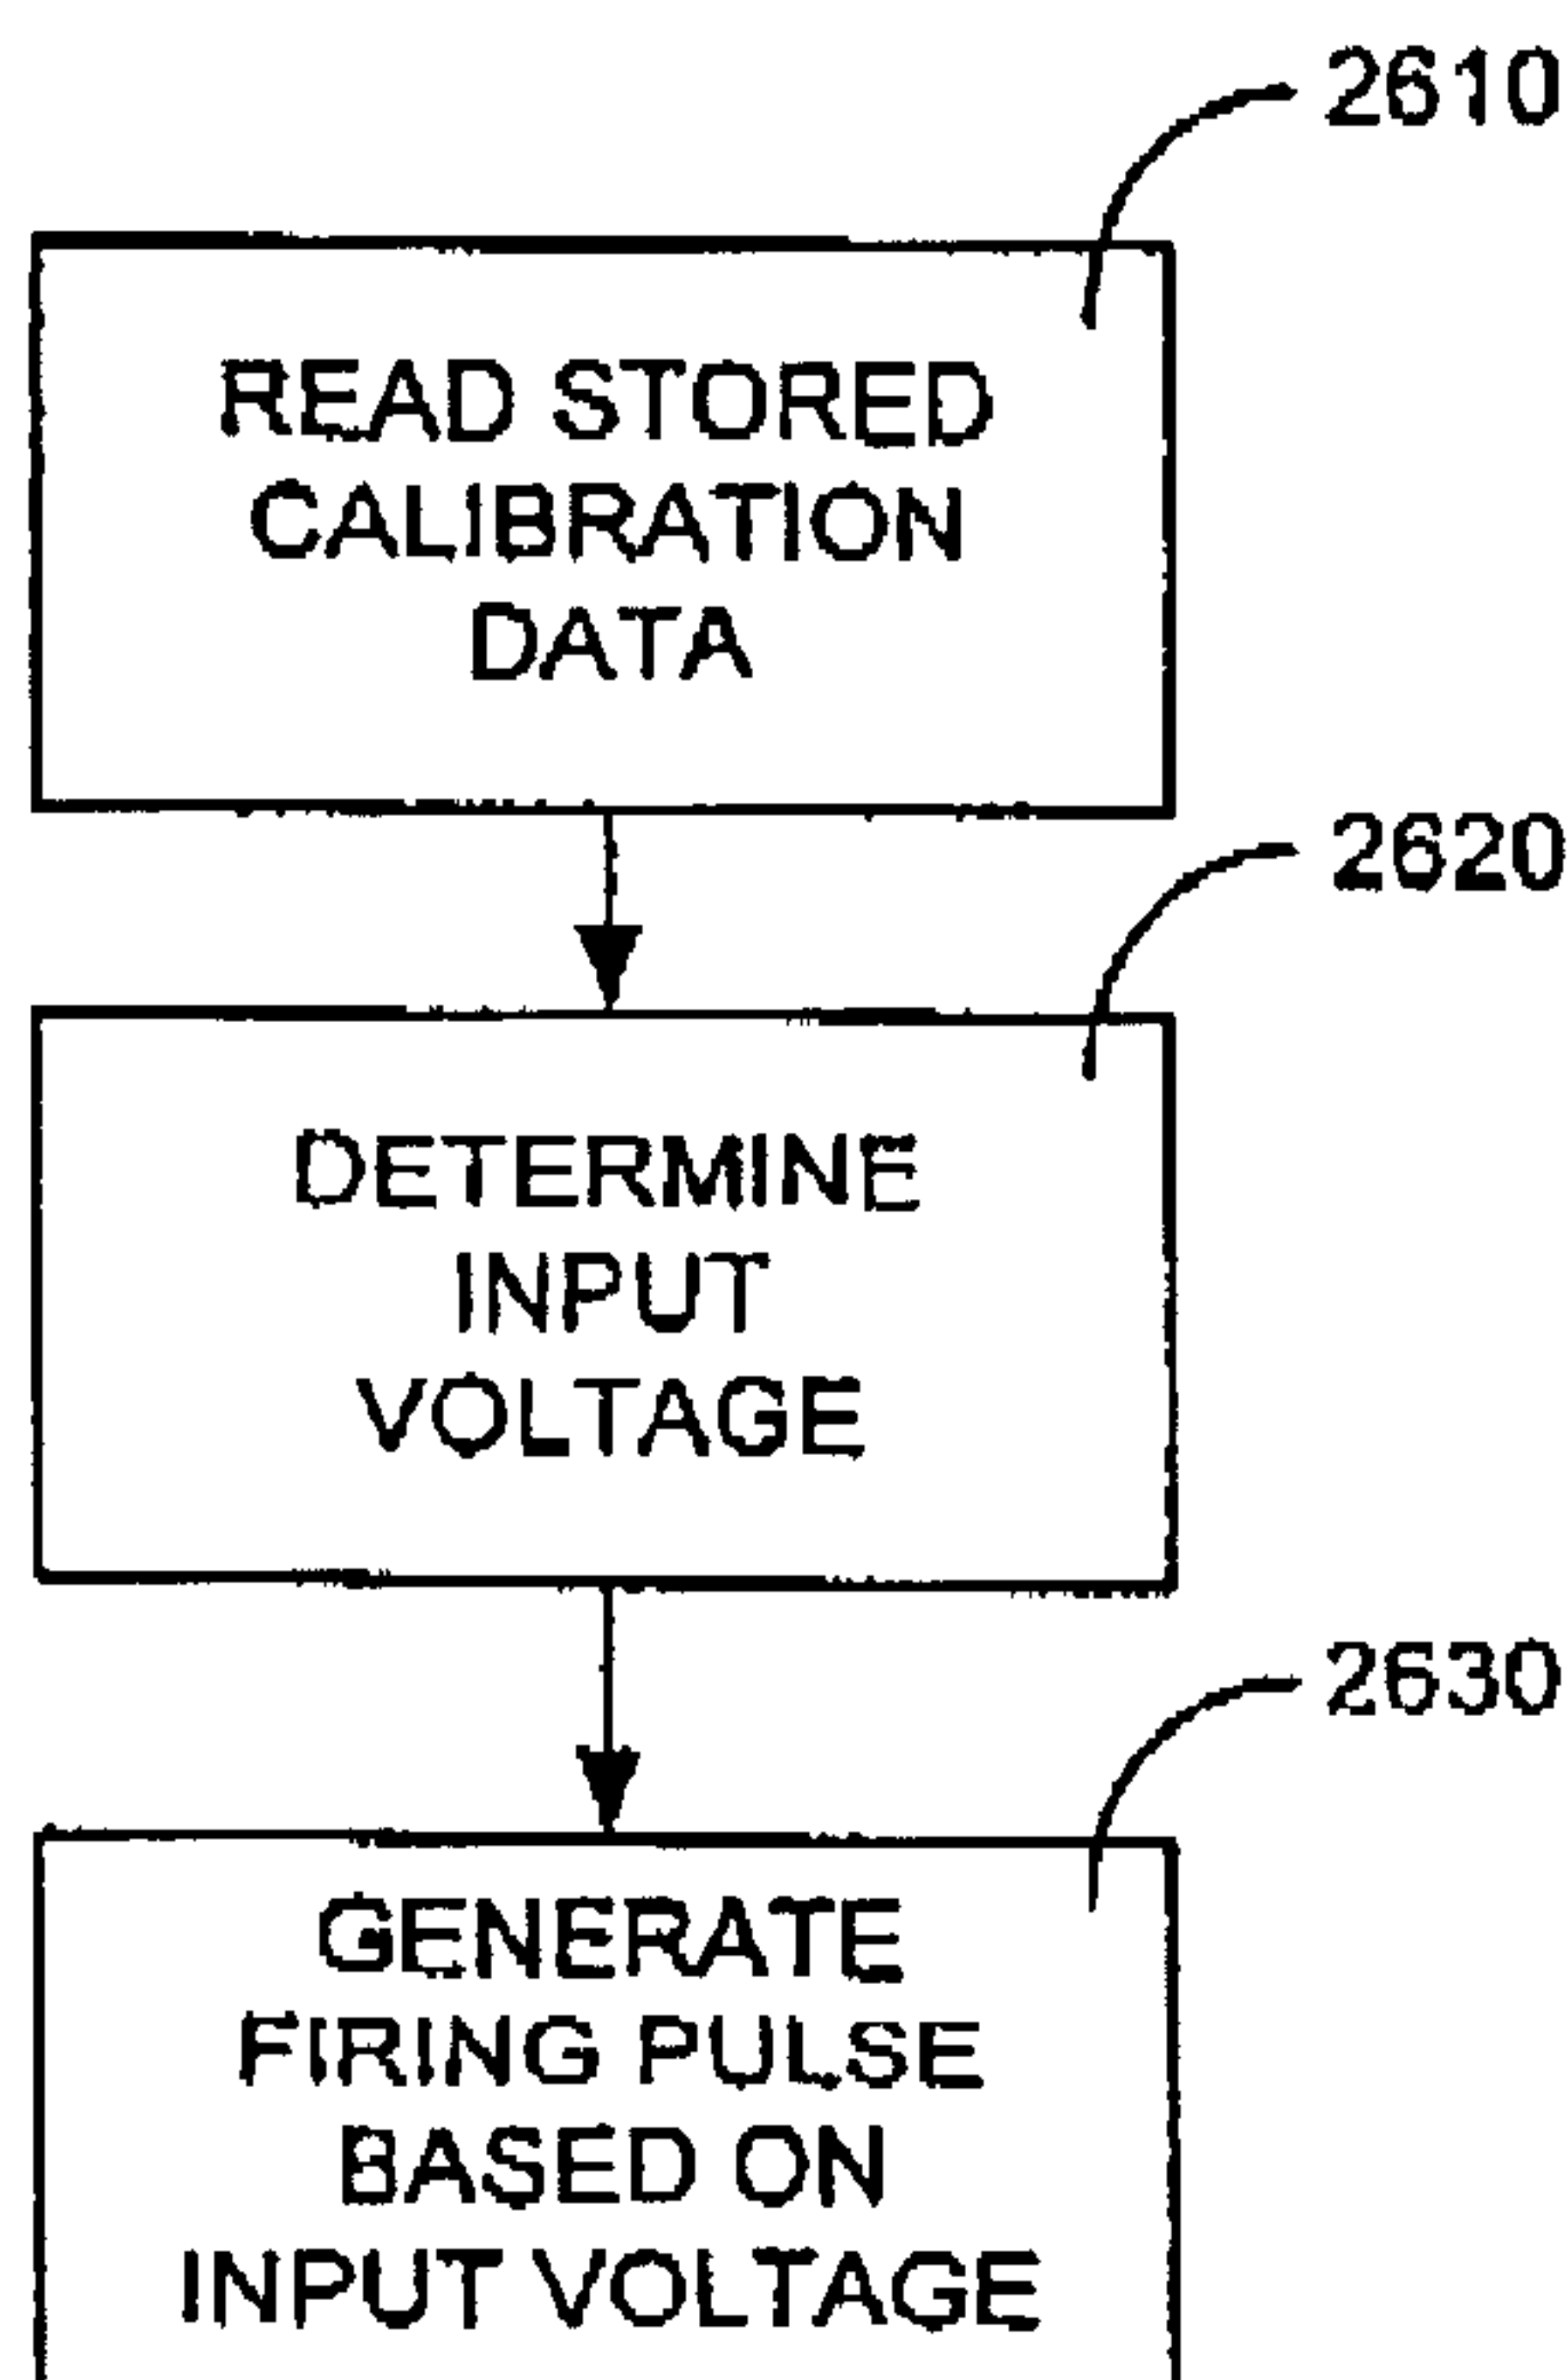 2610
READ STORED
CALIBRATION
DATA
2620
DETERMINE
INPUT
VOLTAGE
2630
GENERATE
FIRING PULSE
BASED ON
INPUT VOLTAGE